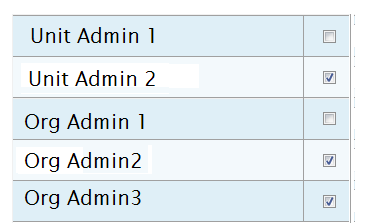 Unit Admin 1
Unit Admin 2
Org Admin 1
Org Admin2
Org Admin3